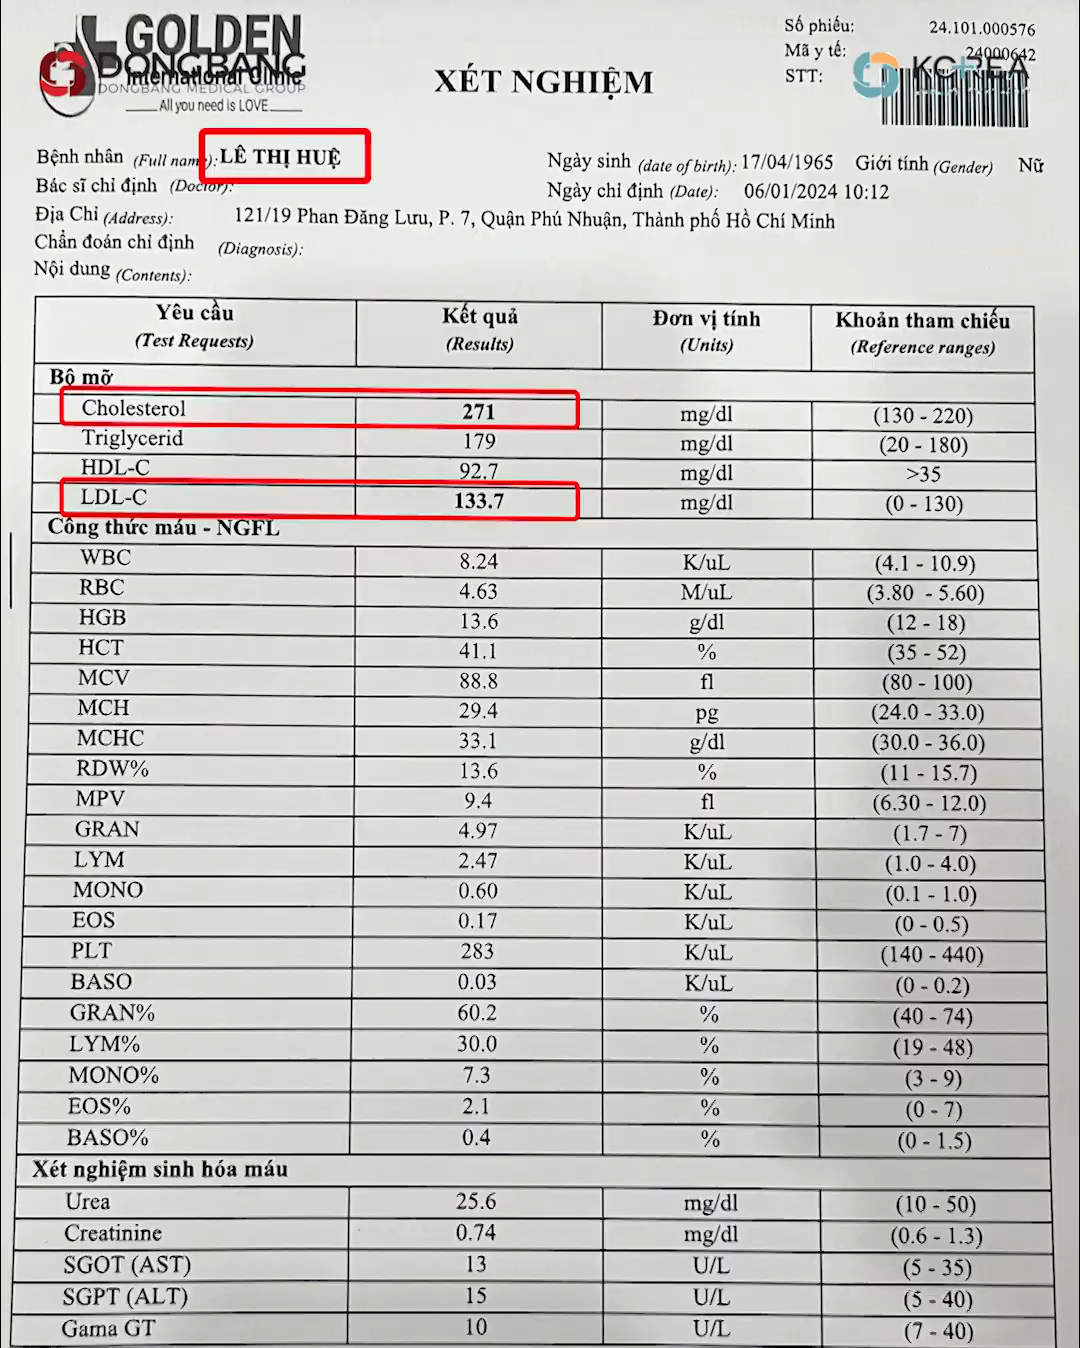 GOLDEN
DONGBANG
International Clinic
DONGBANG MEDICAL GROUP
All you need is LOVE
KOREA
Số phiếu: 24.101.000576
Mã y tế: 24000642
STT:
XÉT NGHIỆM
Bệnh nhân (Full name): LÊ THỊ HUỆ Ngày sinh (date of birth): 17/04/1965 Giới tính (Gender) Nữ
Bác sĩ chỉ định (Doctor): Ngày chỉ định (Date): 06/01/2024 10:12
Địa Chỉ (Address): 121/19 Phan Đăng Lưu, P. 7, Quận Phú Nhuận, Thành phố Hồ Chí Minh
Chẩn đoán chỉ định (Diagnosis):
Nội dung (Contents):
Yêu cầu Kết quả Đơn vị tính Khoản tham chiếu
(Test Requests) (Results) (Units) (Reference ranges)
Bộ mỡ
Cholesterol 271 mg/dl (130 - 220)
Triglycerid 179 mg/dl (20 - 180)
HDL-C 92.7 mg/dl >35
LDL-C 133.7 mg/dl (0 - 130)
Công thức máu - NGFL
WBC 8.24 K/uL (4.1 - 10.9)
RBC 4.63 M/uL (3.80 - 5.60)
HGB 13.6 g/dl (12 - 18)
HCT 41.1 % (35 - 52)
MCV 88.8 fl (80 - 100)
MCH 29.4 pg (24.0 - 33.0)
MCHC 33.1 g/dl (30.0 - 36.0)
RDW% 13.6 % (11 - 15.7)
MPV 9.4 fl (6.30 - 12.0)
GRAN 4.97 K/uL (1.7 - 7)
LYM 2.47 K/uL (1.0 - 4.0)
MONO 0.60 K/uL (0.1 - 1.0)
EOS 0.17 K/uL (0 - 0.5)
PLT 283 K/uL (140 - 440)
BASO 0.03 K/uL (0 - 0.2)
GRAN% 60.2 % (40 - 74)
LYM% 30.0 % (19 - 48)
MONO% 7.3 % (3 - 9)
EOS% 2.1 % (0 - 7)
BASO% 0.4 % (0 - 1.5)
Xét nghiệm sinh hóa máu
Urea 25.6 mg/dl (10 - 50)
Creatinine 0.74 mg/dl (0.6 - 1.3)
SGOT (AST) 13 U/L (5 - 35)
SGPT (ALT) 15 U/L (5 - 40)
Gama GT 10 U/L (7 - 40)